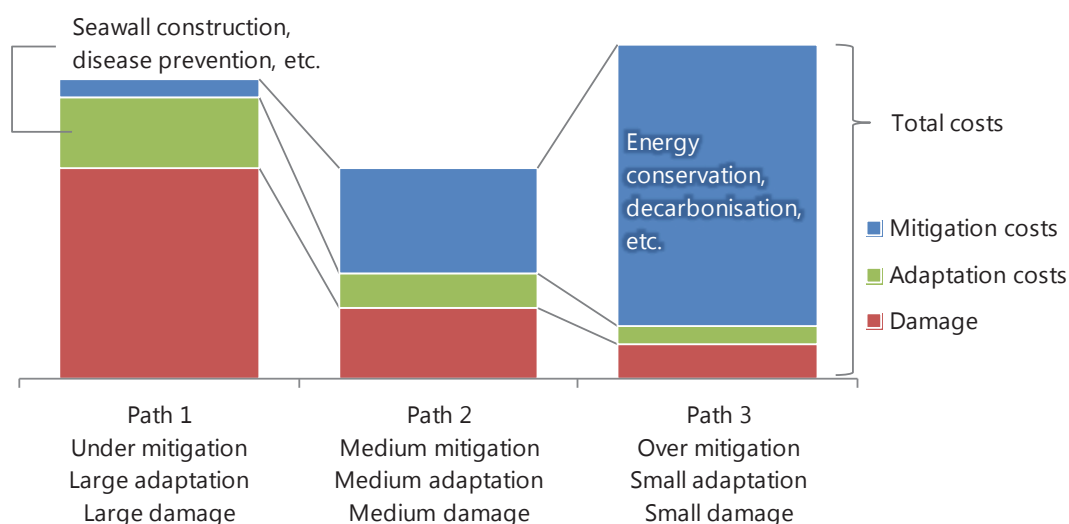 Seawall construction,
disease prevention, etc.
Energy
conservation,
decarbonisation,
etc.
Total costs
Mitigation costs
Adaptation costs
Damage
Path 1
Under mitigation
Large adaptation
Large damage
Path 2
Medium mitigation
Medium adaptation
Medium damage
Path 3
Over mitigation
Small adaptation
Small damage